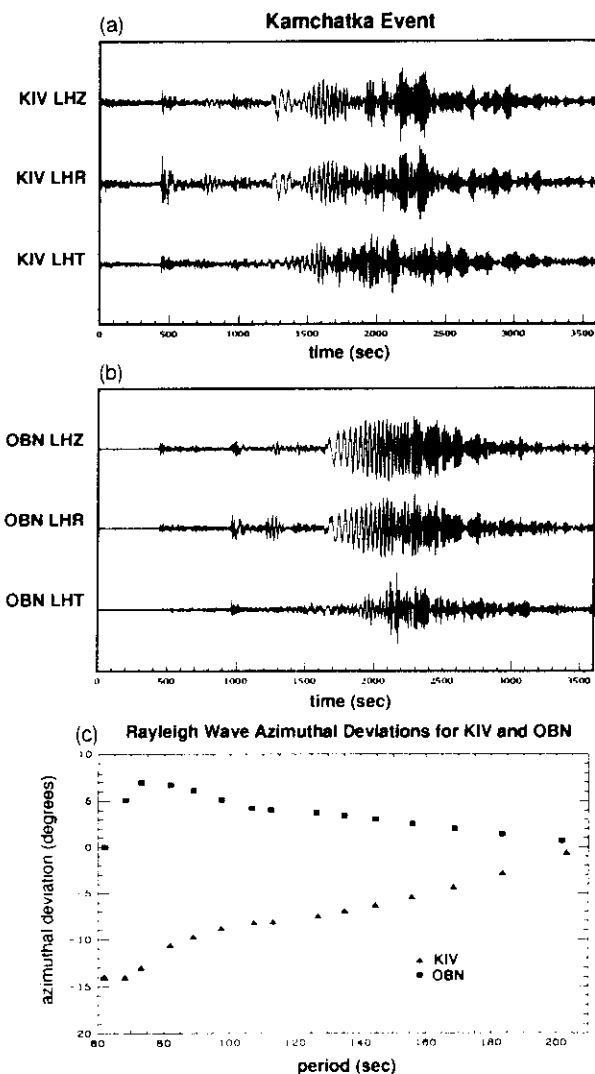 (a) Kamchatka Event
KIV LHZ
KIV LHR
KIV LHT
0 500 1000 1500 2000 2500 3000 3500
time (sec)
(b)
OBN LHZ
OBN LHR
OBN LHT
0 500 1000 1500 2000 2500 3000 3500
time (sec)
(c) Rayleigh Wave Azimuthal Deviations for KIV and OBN
azimuthal deviation (degrees)
10
5
0
-5
-10
-15
20
KIV
OBN
60 80 100 120 140 160 180 200
period (sec)